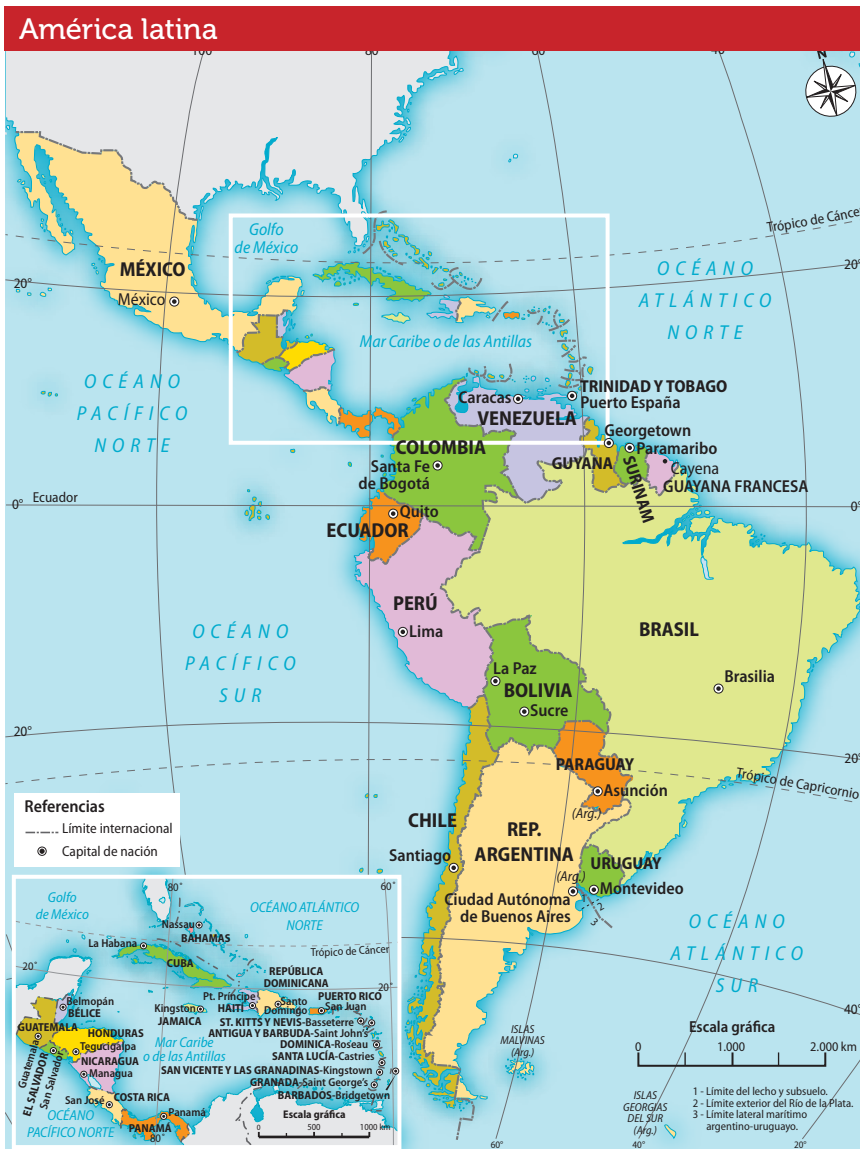 América latina
100°
80°
60°
40°
N
Trópico de Cáncer
Golfo
de México
MÉXICO
México
20°
20°
OCÉANO
ATLÁNTICO
NORTE
Mar Caribe o de las Antillas
OCÉANO
PACÍFICO
NORTE
Caracas
TRINIDAD Y TOBAGO
Puerto España
VENEZUELA
Georgetown
COLOMBIA
Paramaribo
Santa Fe
de Bogotá
GUYANA
SURINAM
Cayena
GUAYANA FRANCESA
0°
Ecuador
0°
Quito
ECUADOR
PERÚ
Lima
BRASIL
OCÉANO
PACÍFICO
SUR
La Paz
BOLIVIA
Sucre
Brasilia
20°
20°
PARAGUAY
Trópico de Capricornio
Asunción
(Arg.)
Referencias
Límite internacional
Capital de nación
CHILE
REP.
ARGENTINA
Santiago
URUGUAY
(Arg.)
Montevideo
Ciudad Autónoma
de Buenos Aires
1
2
3
OCÉANO
ATLÁNTICO
SUR
40°
ISLAS
MALVINAS
(Arg.)
Escala gráfica
0
1.000
2.000 km
ISLAS
GEORGIAS
DEL SUR
(Arg.)
1 - Límite del lecho y subsuelo.
2 - Límite exterior del Río de la Plata.
3 - Límite lateral marítimo
argentino-uruguayo.
60°
40°
20°
80°
60°
Golfo
de México
OCÉANO ATLÁNTICO
NORTE
Nassau
BAHAMAS
La Habana
Trópico de Cáncer
CUBA
20°
20°
REPÚBLICA
DOMINICANA
Belmopán
BÉLICE
Pt. Príncipe
HAITÍ
Santo
Domingo
PUERTO RICO
San Juan
Kingston
JAMAICA
GUATEMALA
Guatemala
HONDURAS
Tegucigalpa
ST. KITTS Y NEVIS-Basseterre
ANTIGUA Y BARBUDA-Saint John's
Mar Caribe
o de las Antillas
DOMINICA-Roseau
SANTA LUCÍA-Castries
EL SALVADOR
San Salvador
NICARAGUA
Managua
SAN VICENTE Y LAS GRANADINAS-Kingstown
GRANADA-Saint George's
BARBADOS-Bridgetown
San José
COSTA RICA
OCÉANO
PACÍFICO NORTE
Panamá
PANAMÁ
80°
Escala gráfica
0
500
1000 km